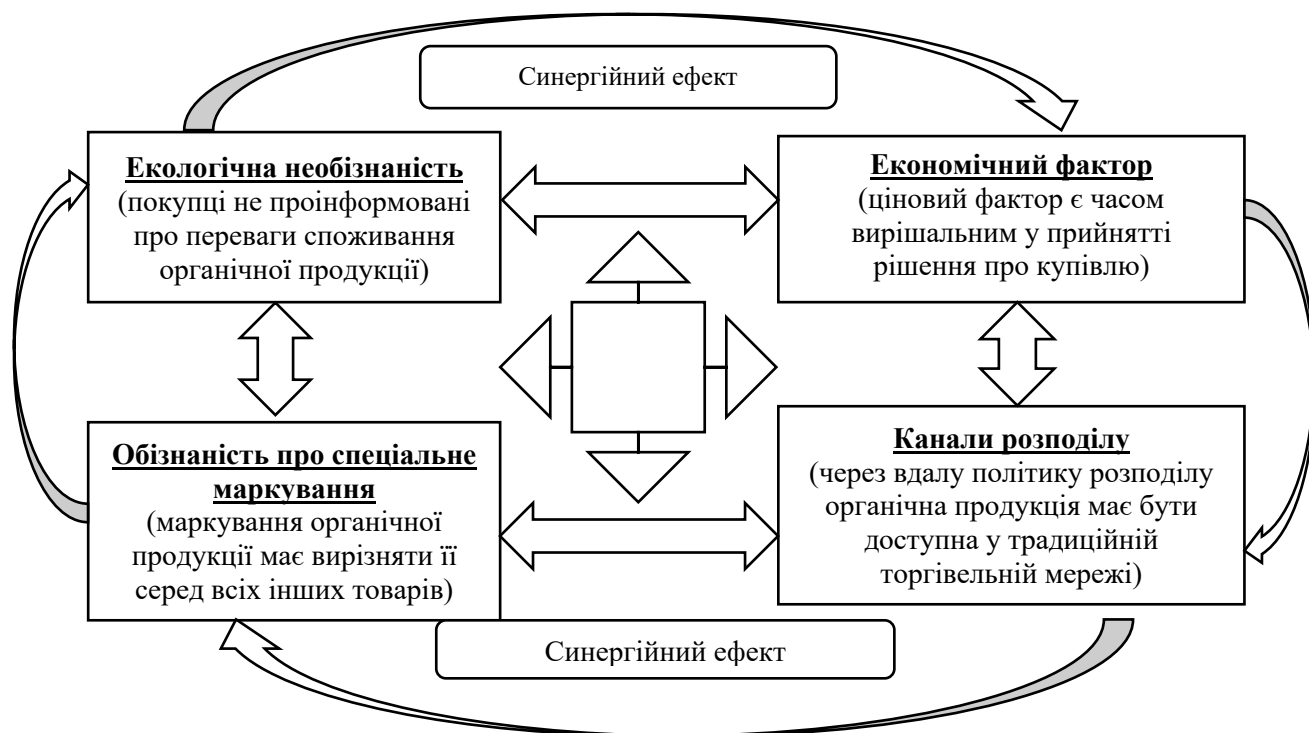 Синергійний ефект
Екологічна необізнаність
(покупці не проінформовані
про переваги споживання
органічної продукції)
Економічний фактор
(ціновий фактор є часом
вирішальним у прийнятті
рішення про купівлю)
Обізнаність про спеціальне
маркування
(маркування органічної
продукції має вирізняти її
серед всіх інших товарів)
Канали розподілу
(через вдалу політику розподілу
органічна продукція має бути
доступна у традиційній
торгівельній мережі)
Синергійний ефект